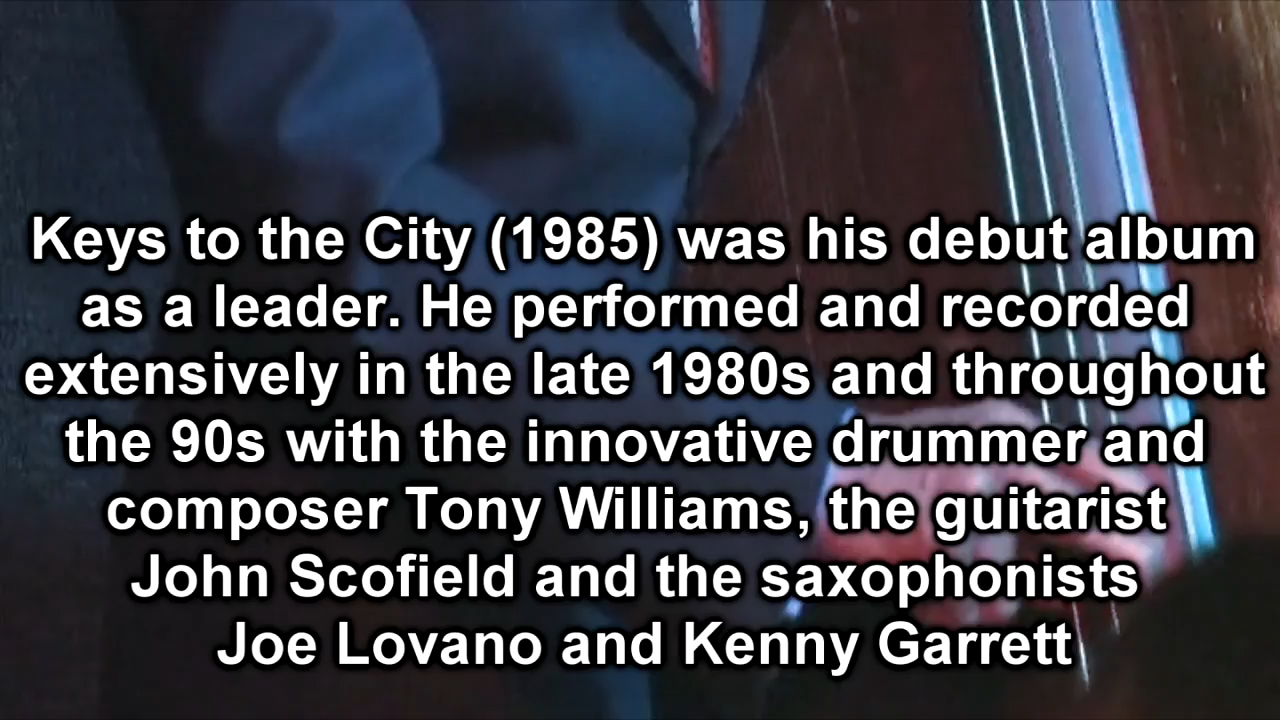 Keys to the City (1985) was his debut album
as a leader. He performed and recorded
extensively in the late 1980s and throughout
the 90s with the innovative drummer and
composer Tony Williams, the guitarist
John Scofield and the saxophonists
Joe Lovano and Kenny Garrett